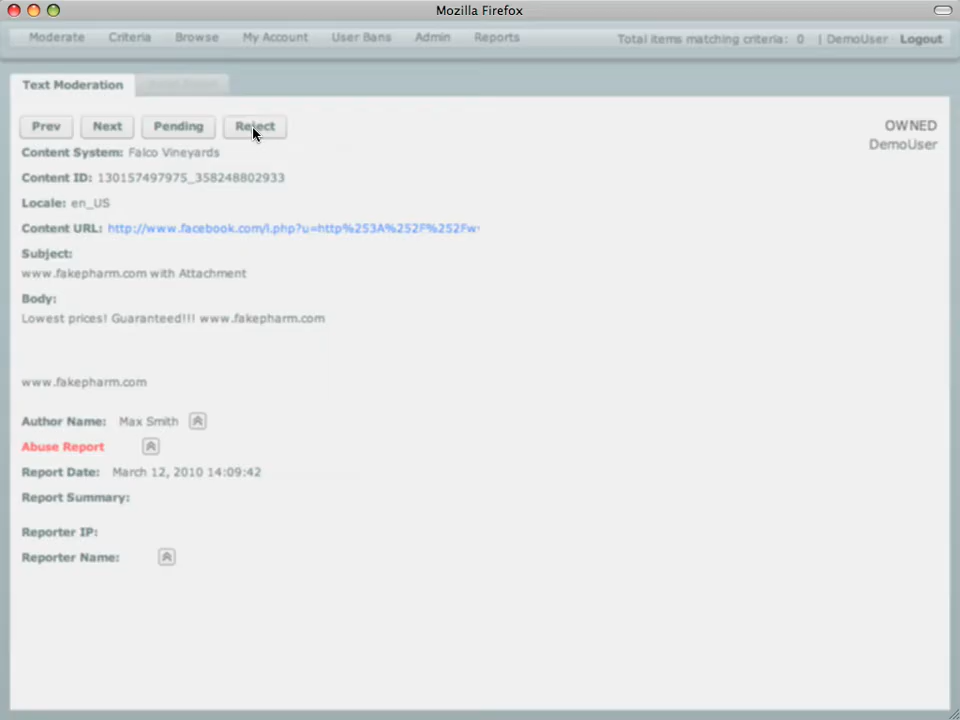 Mozilla Firefox
Moderate Criteria Browse My Account User Bans Admin Reports Total items matching criteria: 0 | DemoUser Logout
Text Moderation
Prev Next Pending Reject OWNED
DemoUser
Content System: Falco Vineyards
Content ID: 130157497975_358248802933
Locale: en_US
Content URL: http://www.facebook.com/l.php?u=http%253A%252F%252Fw
Subject:
www.fakepharm.com with Attachment
Body:
Lowest prices! Guaranteed!!! www.fakepharm.com
www.fakepharm.com
Author Name: Max Smith
Abuse Report
Report Date: March 12, 2010 14:09:42
Report Summary:
Reporter IP:
Reporter Name: